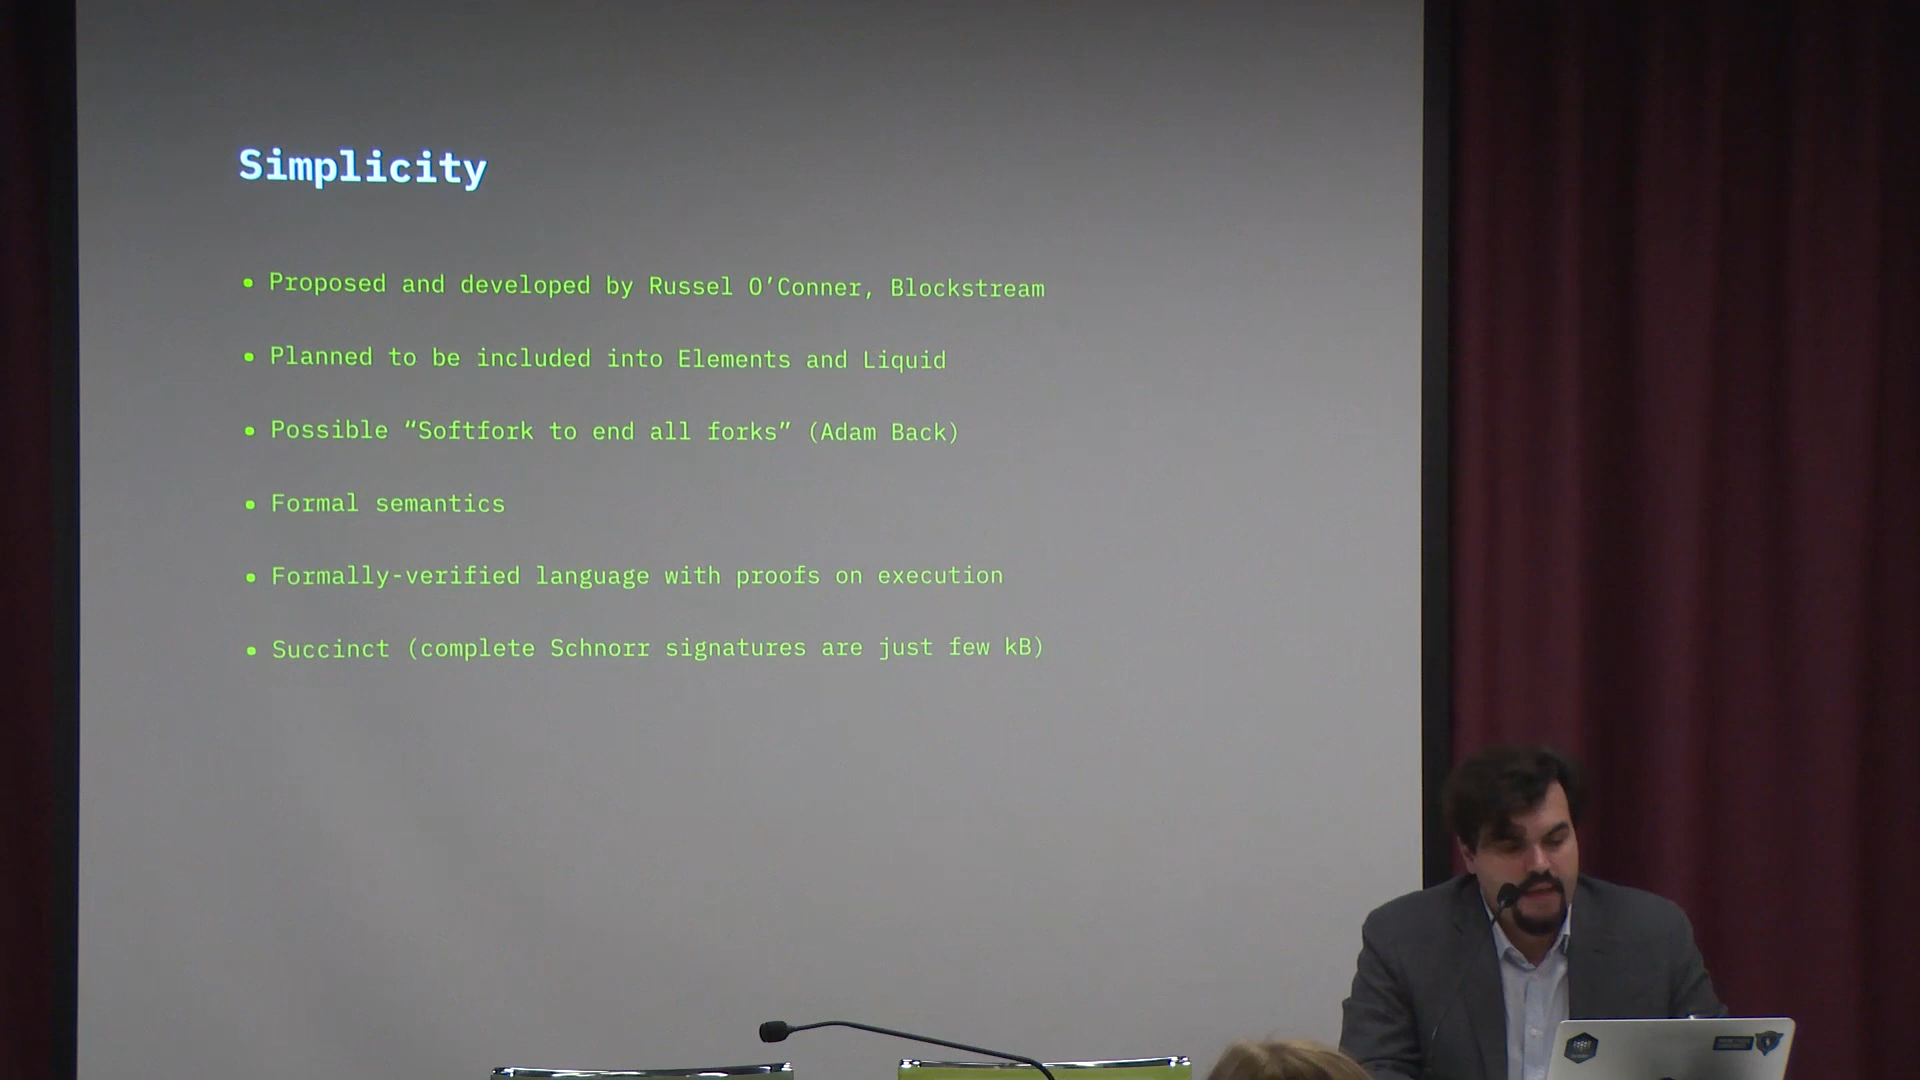 Simplicity
• Proposed and developed by Russel O’Conner, Blockstream
• Planned to be included into Elements and Liquid
• Possible “Softfork to end all forks” (Adam Back)
• Formal semantics
• Formally-verified language with proofs on execution
• Succinct (complete Schnorr signatures are just few kB)